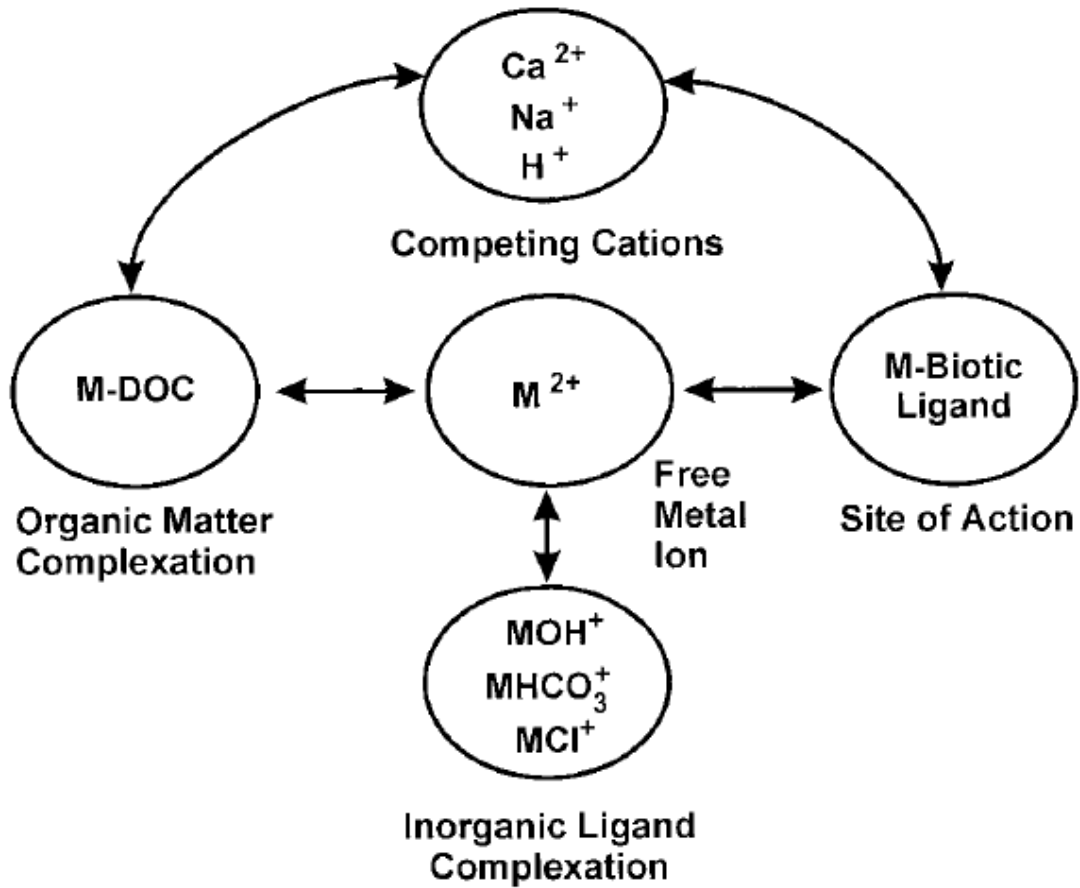 Ca 2+
Na +
H +
Competing Cations
M-DOC
M 2+
M-Biotic
Ligand
Organic Matter
Complexation
Free
Metal
Ion
Site of Action
MOH+
MHCO3+
MCl+
Inorganic Ligand
Complexation